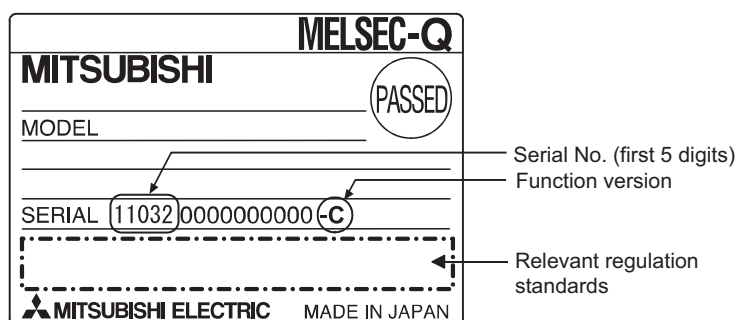 MELSEC-Q
MITSUBISHI
PASSED
MODEL
Serial No. (first 5 digits)
Function version
SERIAL 11032 0000000000 -C
Relevant regulation
standards
MITSUBISHI ELECTRIC MADE IN JAPAN